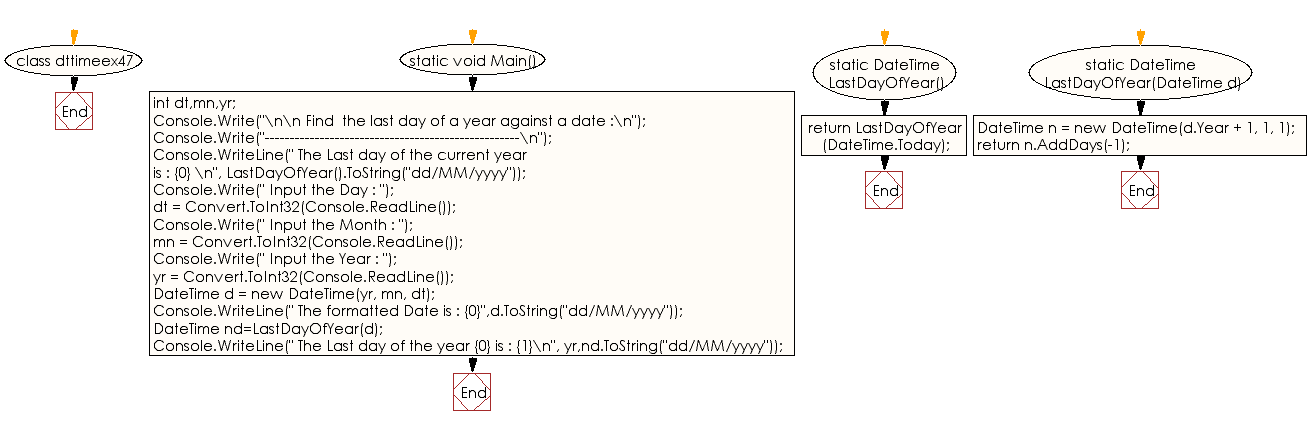 class dttimeex47
End
static void Main()
int dt,mn,yr;
Console.Write("\n\n Find  the last day of a year against a date :\n");
Console.Write("---------------------------------------------------\n");
Console.WriteLine(" The Last day of the current year
is : {0} \n", LastDayOfYear().ToString("dd/MM/yyyy"));
Console.Write(" Input the Day : ");
dt = Convert.ToInt32(Console.ReadLine());
Console.Write(" Input the Month : ");
mn = Convert.ToInt32(Console.ReadLine());
Console.Write(" Input the Year : ");
yr = Convert.ToInt32(Console.ReadLine());
DateTime d = new DateTime(yr, mn, dt);
Console.WriteLine(" The formatted Date is : {0}",d.ToString("dd/MM/yyyy"));
DateTime nd=LastDayOfYear(d);
Console.WriteLine(" The Last day of the year {0} is : {1}\n", yr,nd.ToString("dd/MM/yyyy"));
End
static DateTime
LastDayOfYear()
return LastDayOfYear
(DateTime.Today);
End
static DateTime
LastDayOfYear(DateTime d)
DateTime n = new DateTime(d.Year + 1, 1, 1);
return n.AddDays(-1);
End